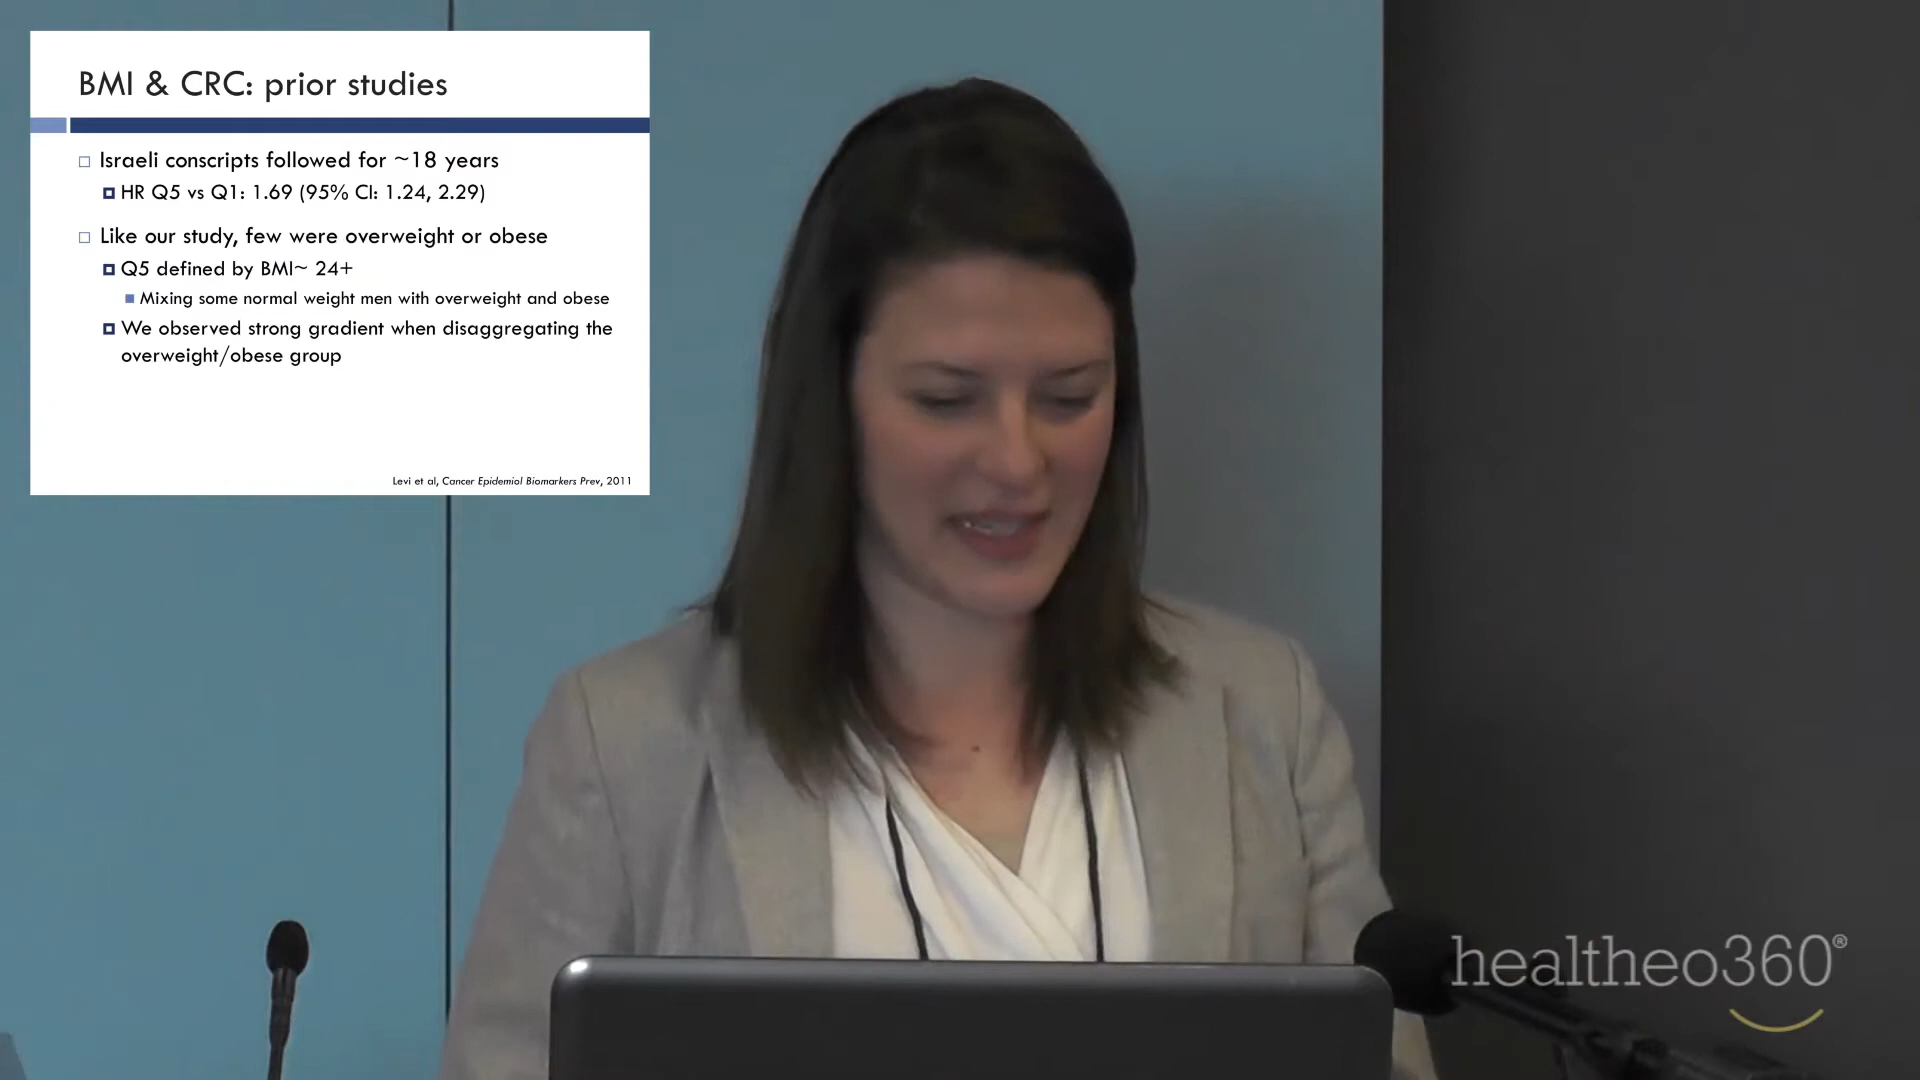 BMI & CRC: prior studies
Israeli conscripts followed for ~18 years
HR Q5 vs Q1: 1.69 (95% CI: 1.24, 2.29)
Like our study, few were overweight or obese
Q5 defined by BMI~ 24+
Mixing some normal weight men with overweight and obese
We observed strong gradient when disaggregating the
overweight/obese group
Levi et al, Cancer Epidemiol Biomarkers Prev, 2011
healtheo360®